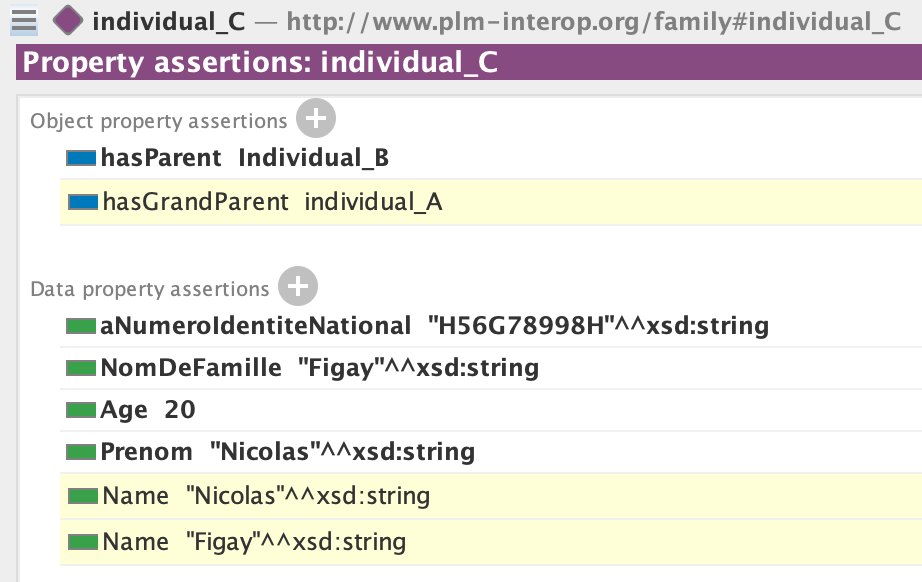 individual_C — http://www.plm-interop.org/family#individual_C
Property assertions: individual_C
Object property assertions
hasParent Individual_B
hasGrandParent individual_A
Data property assertions
aNumeroIdentiteNational "H56G78998H"^^xsd:string
NomDeFamille "Figay"^^xsd:string
Age 20
Prenom "Nicolas"^^xsd:string
Name "Nicolas"^^xsd:string
Name "Figay"^^xsd:string